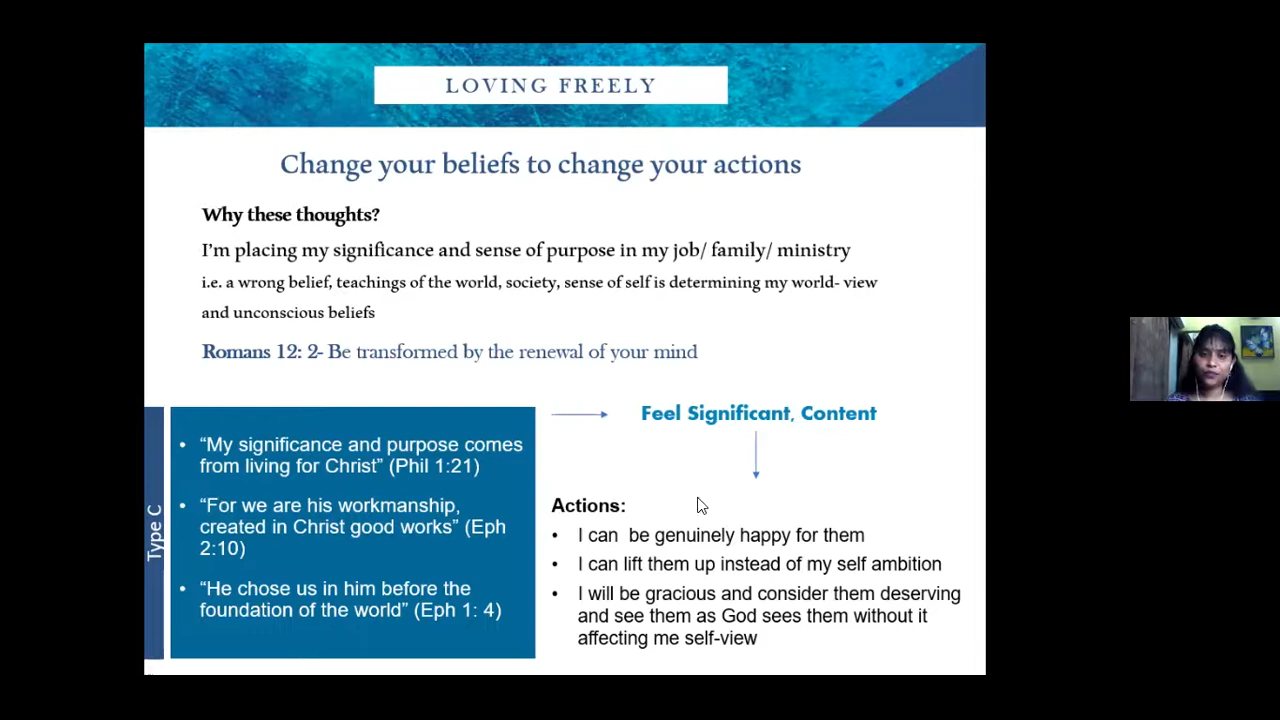 LOVING FREELY
Change your beliefs to change your actions
Why these thoughts?
I'm placing my significance and sense of purpose in my job/ family/ ministry
i.e. a wrong belief, teachings of the world, society, sense of self is determining my world- view
and unconscious beliefs
Romans 12: 2- Be transformed by the renewal of your mind
Type C
• "My significance and purpose comes
from living for Christ" (Phil 1:21)
• "For we are his workmanship,
created in Christ good works" (Eph
2:10)
• "He chose us in him before the
foundation of the world" (Eph 1: 4)
Feel Significant, Content
Actions:
• I can  be genuinely happy for them
• I can lift them up instead of my self ambition
• I will be gracious and consider them deserving
and see them as God sees them without it
affecting me self-view